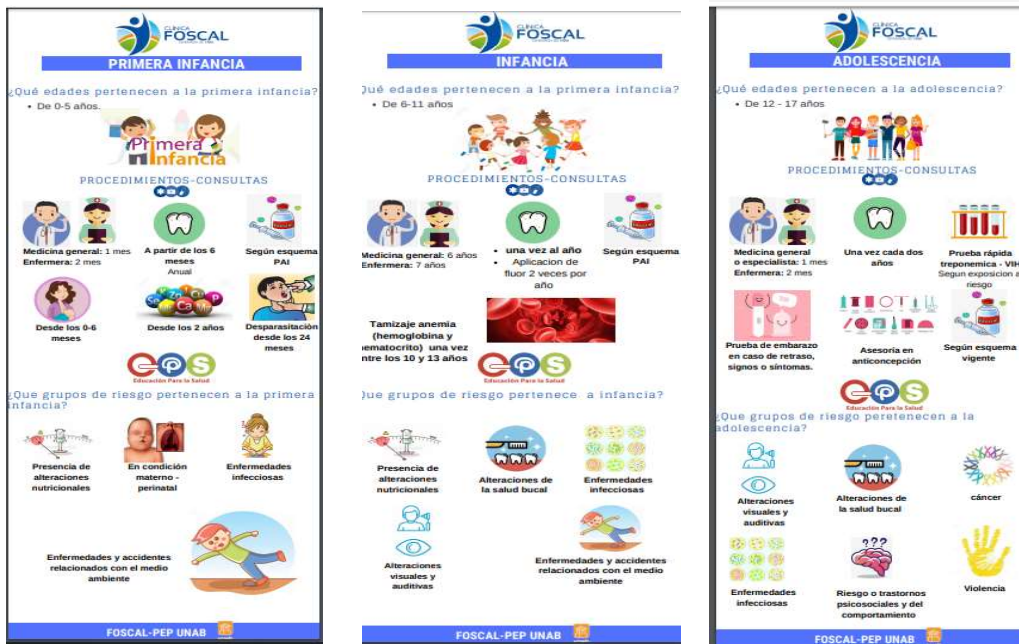 CLÍNICA
FOSCAL
PRIMERA INFANCIA
¿Qué edades pertenecen a la primera infancia?
• De 0-5 años.
Primera
Infancia
PROCEDIMIENTOS-CONSULTAS
Medicina general: 1 mes
Enfermera: 2 mes
A partir de los 6
meses
Anual
Según esquema
PAI
Desde los 0-6
meses
Desde los 2 años
Desparasitación
desde los 24
meses
EPS
Educación Para la Salud
¿Que grupos de riesgo pertenecen a la primera
infancia?
Presencia de
alteraciones
nutricionales
En condición
materno -
perinatal
Enfermedades
infecciosas
Enfermedades y accidentes
relacionados con el medio
ambiente
FOSCAL-PEP UNAB
CLÍNICA
FOSCAL
INFANCIA
Qué edades pertenecen a la primera infancia?
• De 6-11 años
PROCEDIMIENTOS-CONSULTAS
Medicina general: 6 años
Enfermera: 7 años
• una vez al año
• Aplicacion de
fluor 2 veces por
año
Según esquema
PAI
Tamizaje anemia
(hemoglobina y
ematocrito) una vez
ntre los 10 y 13 años
EPS
Educación Para la Salud
Que grupos de riesgo pertenece a infancia?
Presencia de
alteraciones
nutricionales
Alteraciones de
la salud bucal
Enfermedades
infecciosas
Alteraciones
visuales y
auditivas
Enfermedades y accidentes
relacionados con el medio
ambiente
FOSCAL-PEP UNAB
CLÍNICA
FOSCAL
ADOLESCENCIA
¿Qué edades pertenecen a la adolescencia?
• De 12 - 17 años
PROCEDIMIENTOS-CONSULTAS
Medicina general
o especialista: 1 mes
Enfermera: 2 mes
Una vez cada dos
años
Prueba rápida
treponemica - VIH
Segun exposicion a
riesgo
Prueba de embarazo
en caso de retraso,
signos o síntomas.
Asesoría en
anticoncepción
Según esquema
vigente
EPS
Educación Para la Salud
¿Que grupos de riesgo peretenecen a la
adolescencia?
Alteraciones
visuales y
auditivas
Alteraciones de
la salud bucal
cáncer
Enfermedades
infecciosas
???
Riesgo o trastornos
psicosociales y del
comportamiento
Violencia
FOSCAL-PEP UNAB